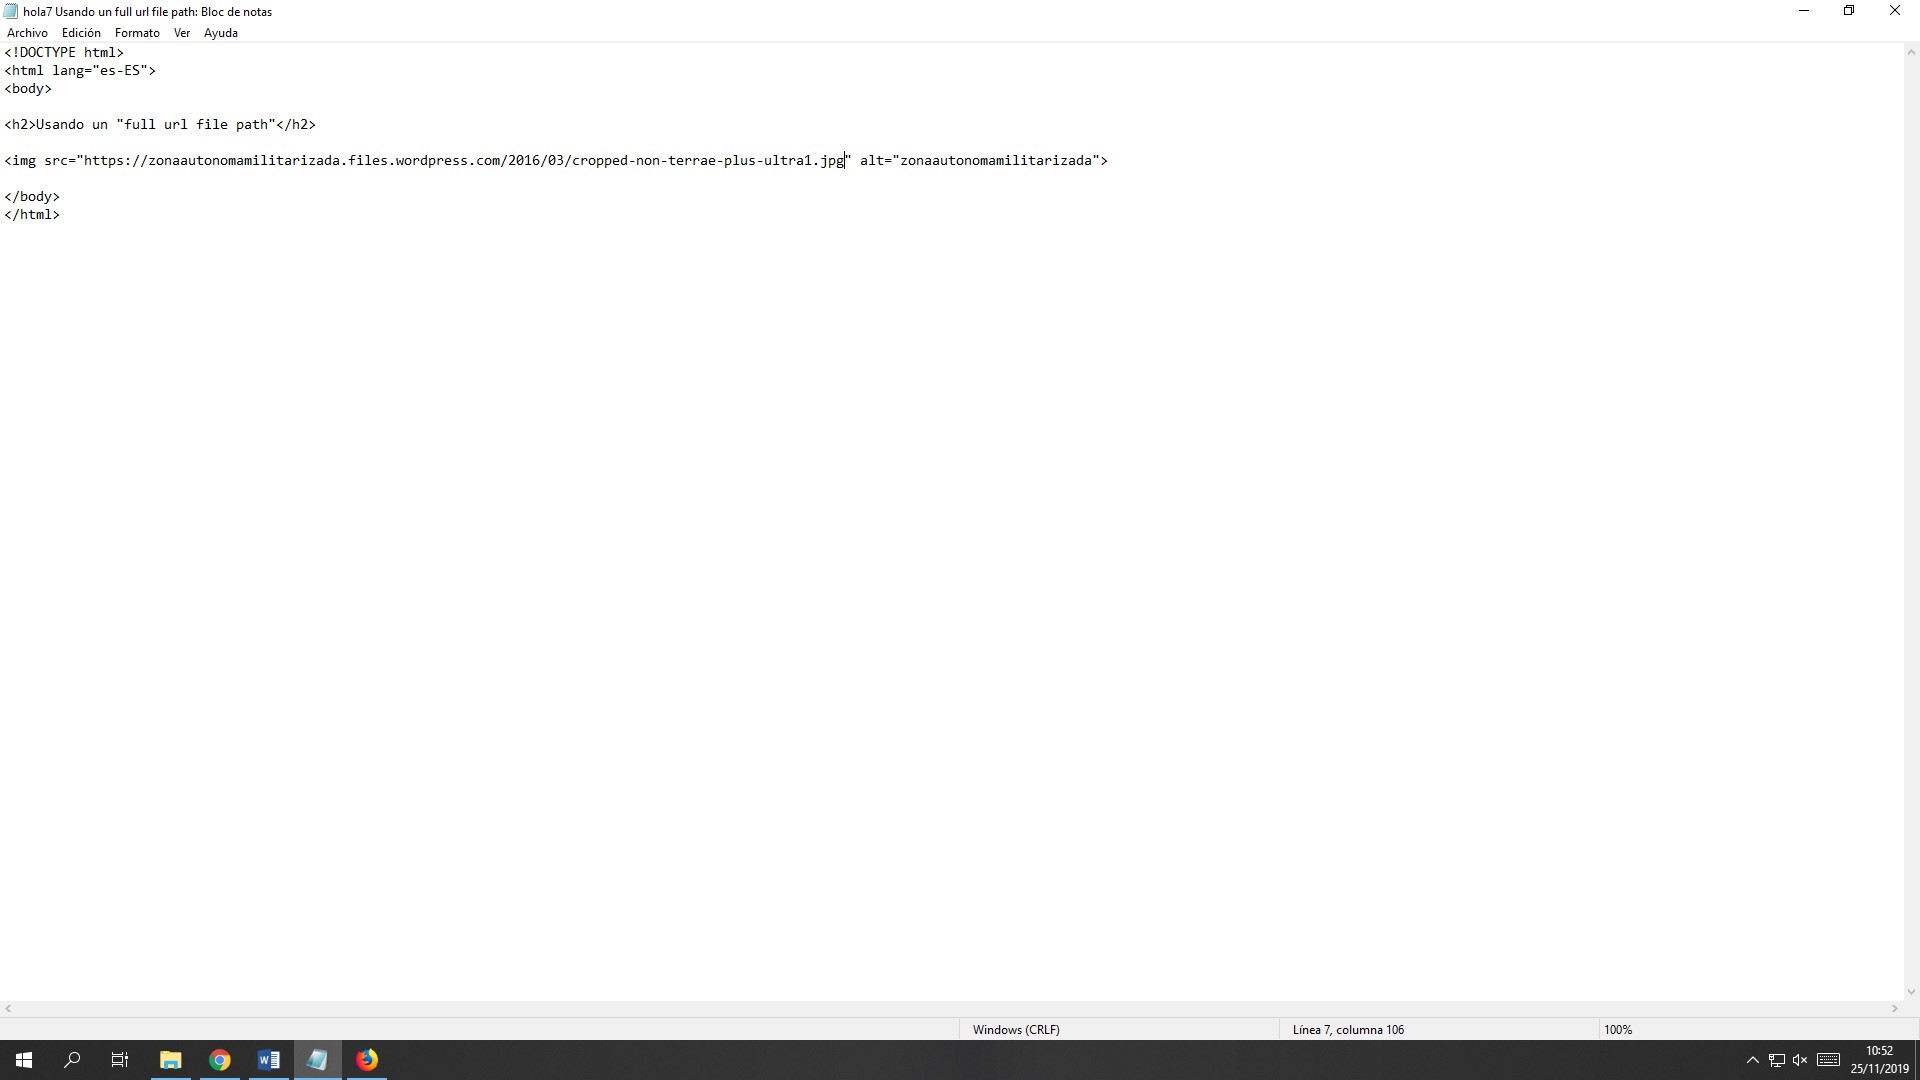 hola7 Usando un full url file path: Bloc de notas
Archivo Edición Formato Ver Ayuda
<!DOCTYPE html>
<html lang="es-ES">
<body>
<h2>Usando un "full url file path"</h2>
<img src="https://zonaautonomamilitarizada.files.wordpress.com/2016/03/cropped-non-terrae-plus-ultra1.jpg" alt="zonaautonomamilitarizada">
</body>
</html>
Windows (CRLF) Línea 7, columna 106 100%
10:52
25/11/2019